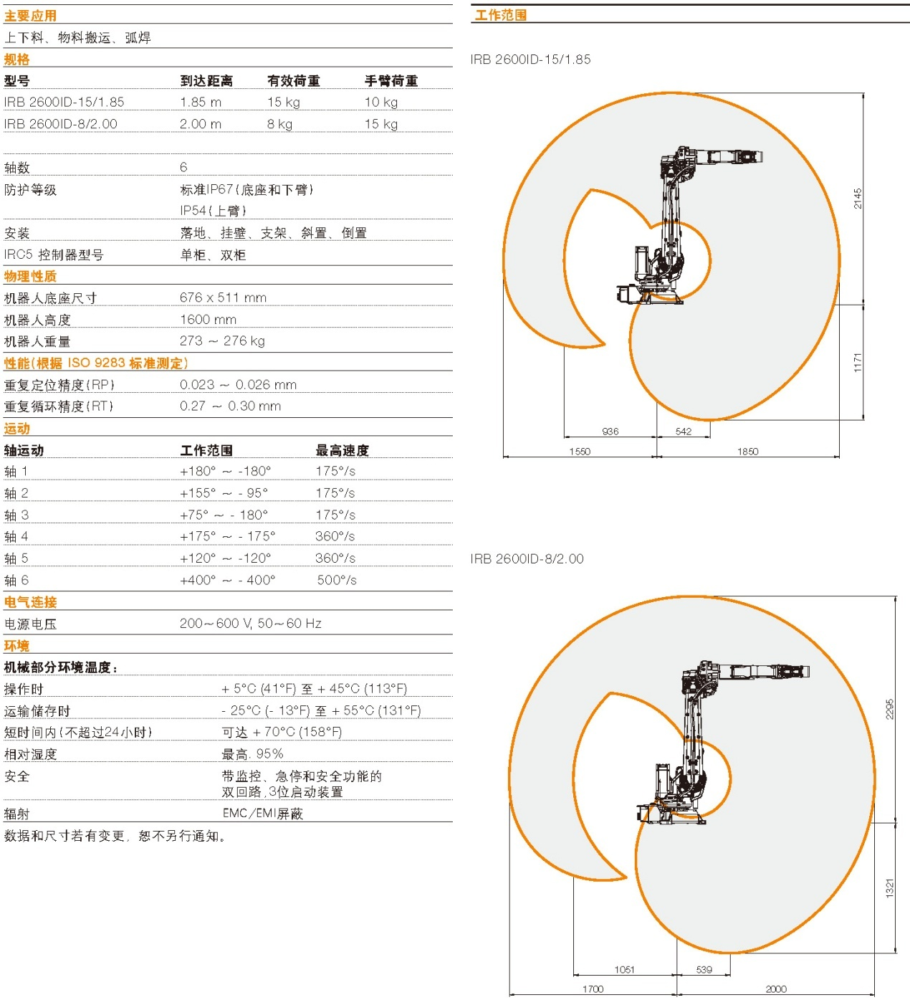 主要应用
上下料、物料搬运、弧焊
规格
型号 到达距离 有效荷重 手臂荷重
IRB 2600ID-15/1.85 1.85 m 15 kg 10 kg
IRB 2600ID-8/2.00 2.00 m 8 kg 15 kg
轴数 6
防护等级 标准IP67(底座和下臂)
IP54(上臂)
安装 落地、挂壁、支架、斜置、倒置
IRC5 控制器型号 单柜、双柜
物理性质
机器人底座尺寸 676 x 511 mm
机器人高度 1600 mm
机器人重量 273 ~ 276 kg
性能(根据 ISO 9283 标准测定)
重复定位精度(RP) 0.023 ~ 0.026 mm
重复循环精度(RT) 0.27 ~ 0.30 mm
运动
轴运动 工作范围 最高速度
轴 1 +180° ~ -180° 175°/s
轴 2 +155° ~ - 95° 175°/s
轴 3 +75° ~ - 180° 175°/s
轴 4 +175° ~ - 175° 360°/s
轴 5 +120° ~ -120° 360°/s
轴 6 +400° ~ - 400° 500°/s
电气连接
电源电压 200~600 V, 50~60 Hz
环境
机械部分环境温度：
操作时 + 5°C (41°F) 至 + 45°C (113°F)
运输储存时 - 25°C (- 13°F) 至 + 55°C (131°F)
短时间内(不超过24小时) 可达 + 70°C (158°F)
相对湿度 最高. 95%
安全 带监控、急停和安全功能的
双回路,3位启动装置
辐射 EMC/EMI屏蔽
数据和尺寸若有变更，恕不另行通知。
工作范围
IRB 2600ID-15/1.85
2145
1171
936 542
1550 1850
IRB 2600ID-8/2.00
2295
1321
1051 539
1700 2000